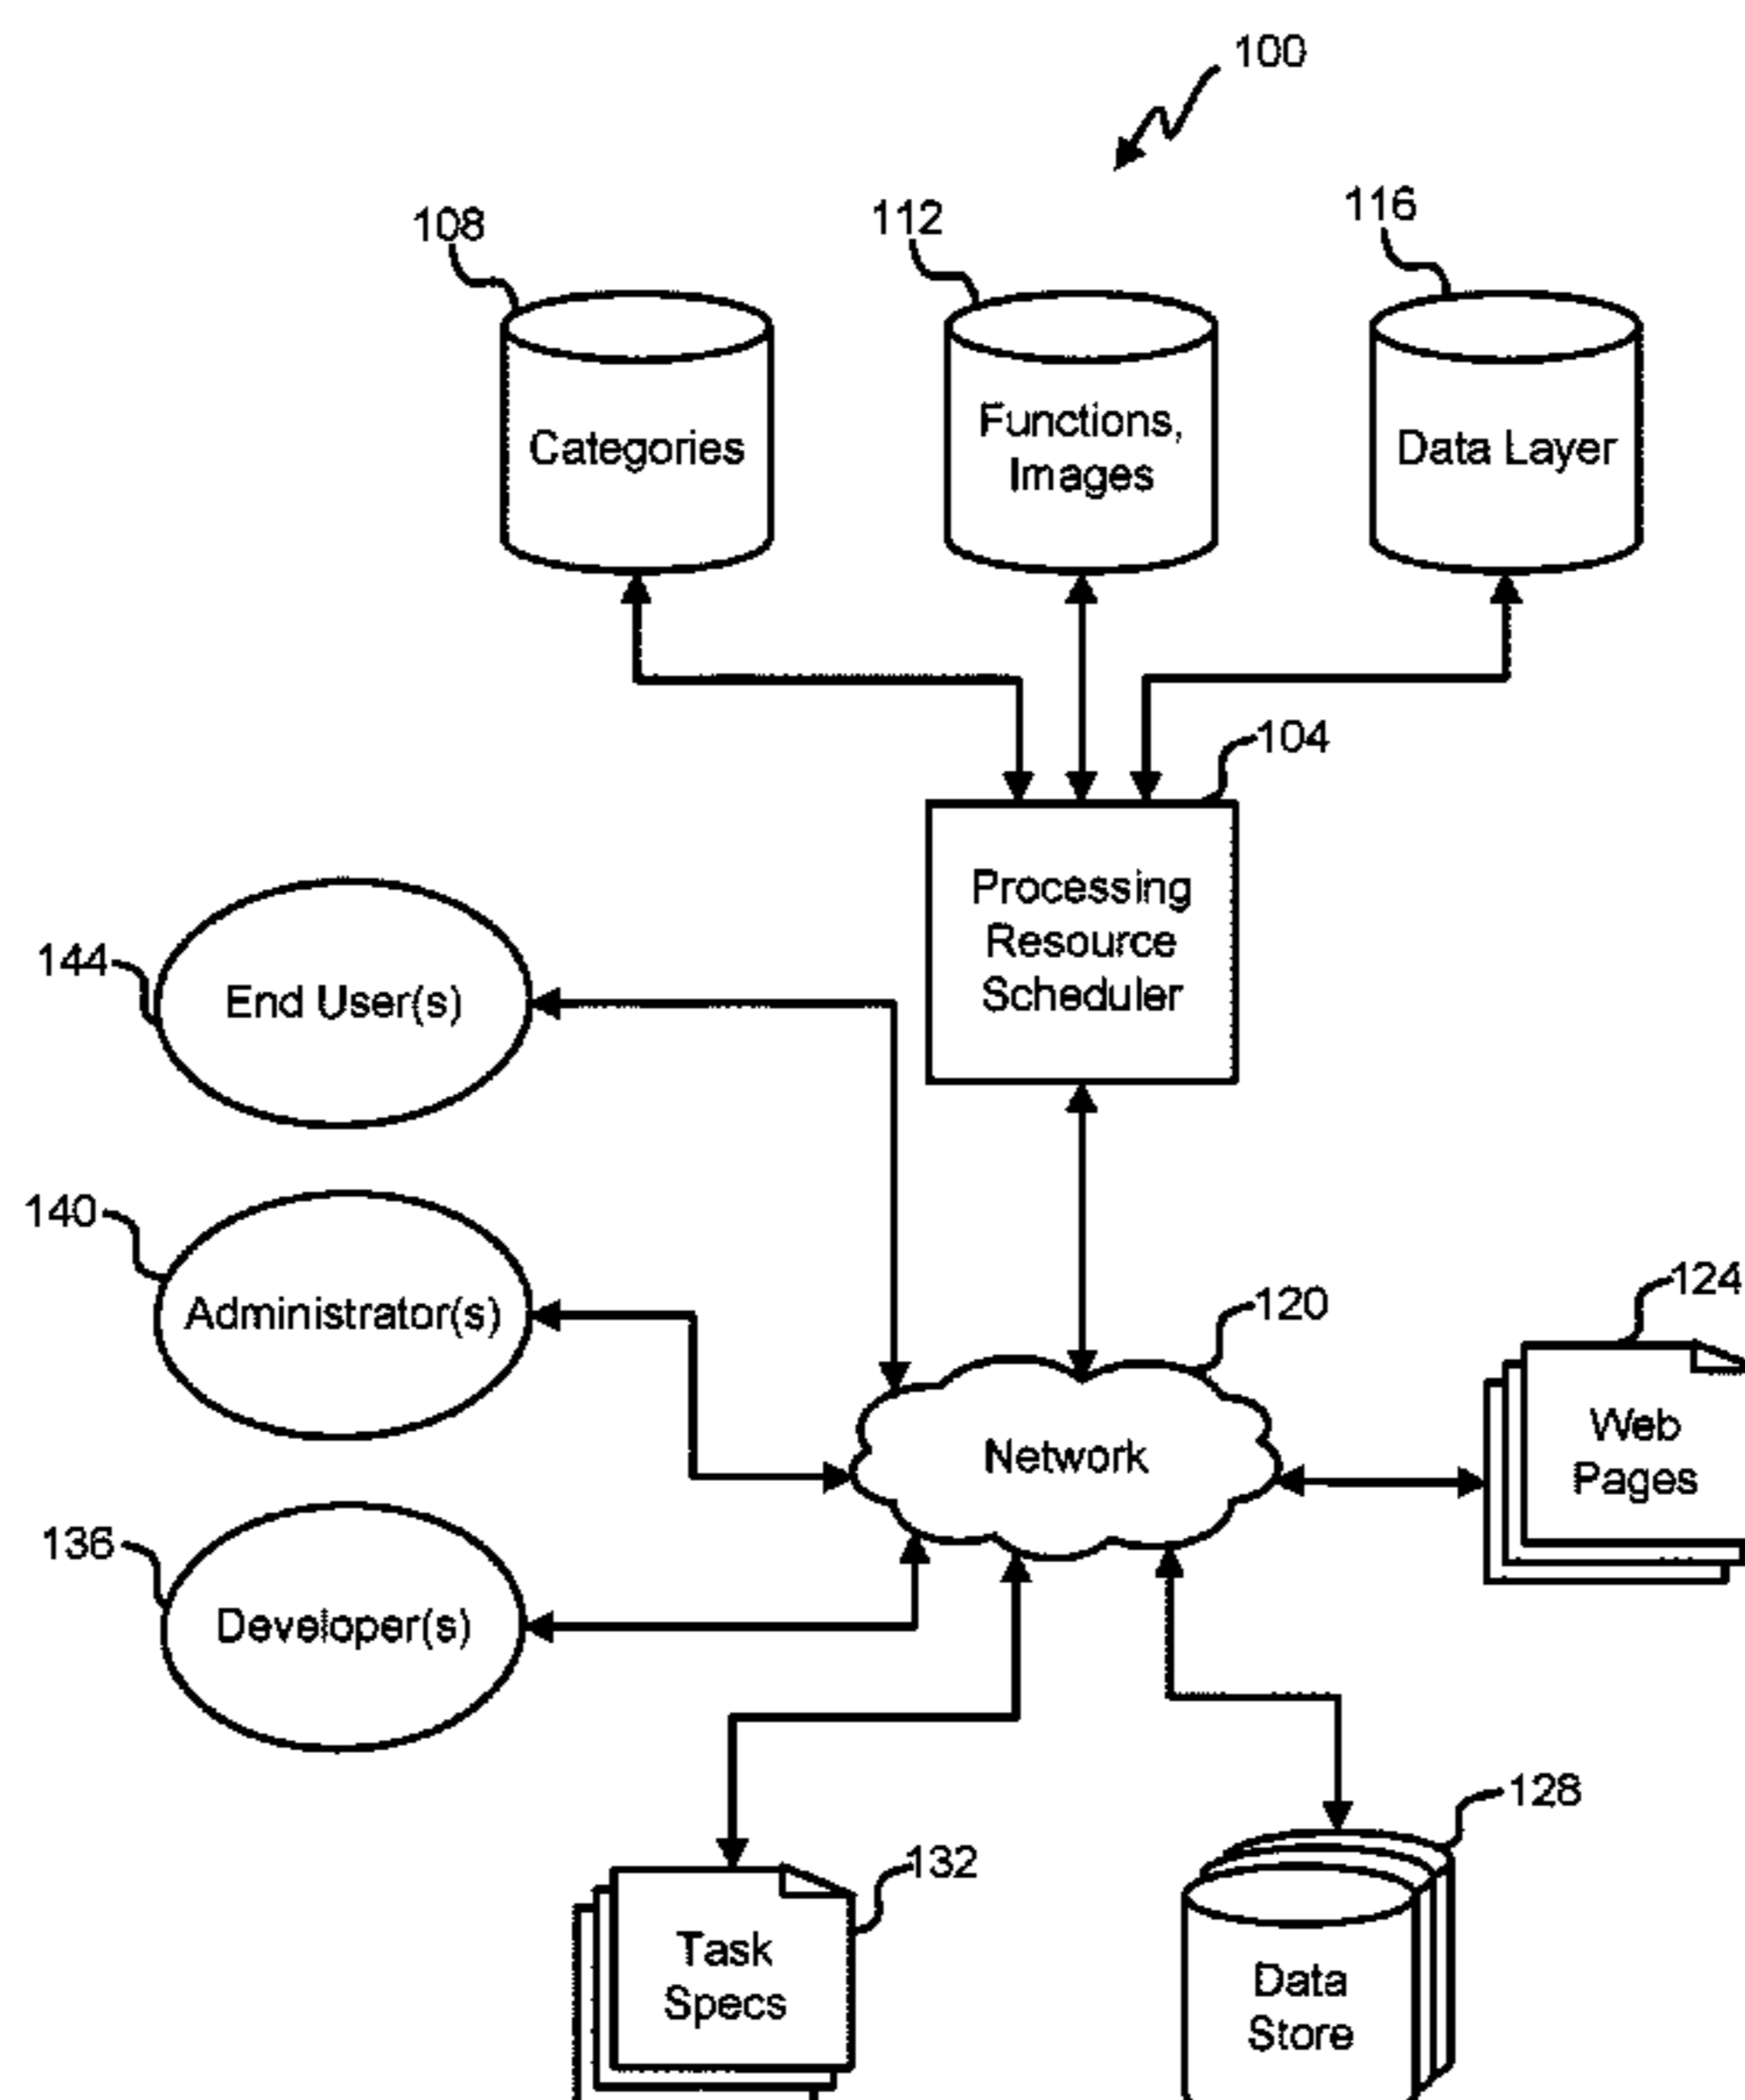 100
108
112
116
Categories
Functions,
Images
Data Layer
104
Processing
Resource
Scheduler
144
End User(s)
140
Administrator(s)
120
124
Network
Web
Pages
136
Developer(s)
128
132
Task
Specs
Data
Store